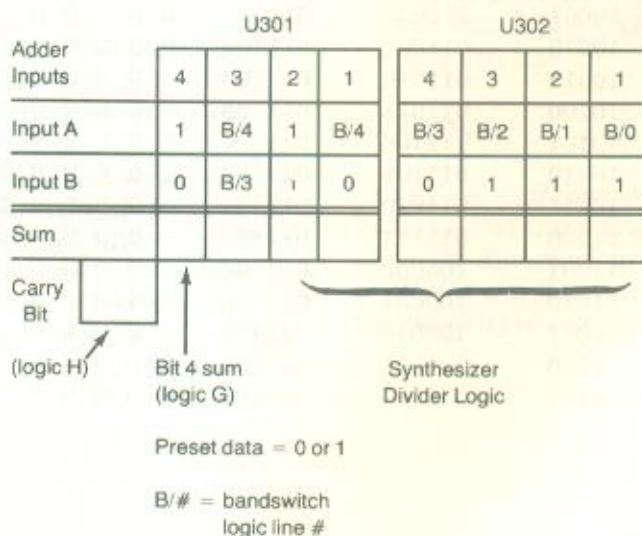 U301 U302
Adder
Inputs 4 3 2 1 4 3 2 1
Input A 1 B/4 1 B/4 B/3 B/2 B/1 B/0
Input B 0 B/3 1 0 0 1 1 1
Sum
Carry
Bit
(logic H) Bit 4 sum Synthesizer
(logic G) Divider Logic
Preset data = 0 or 1
B/# = bandswitch
logic line #